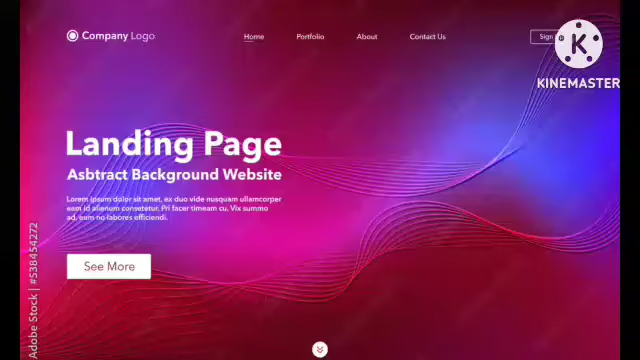 Company Logo
Home
Portfolio
About
Contact Us
Sign
K
KINEMASTER
Landing Page
Asbtract Background Website
Lorem ipsum dolor sit amet, ex duo vide nusquam ullamcorper
eam id alienum consetetur. Pri facer timeam cu, Vix summo
ad, eem no labores efficiendi.
See More
Adobe Stock | #538454272